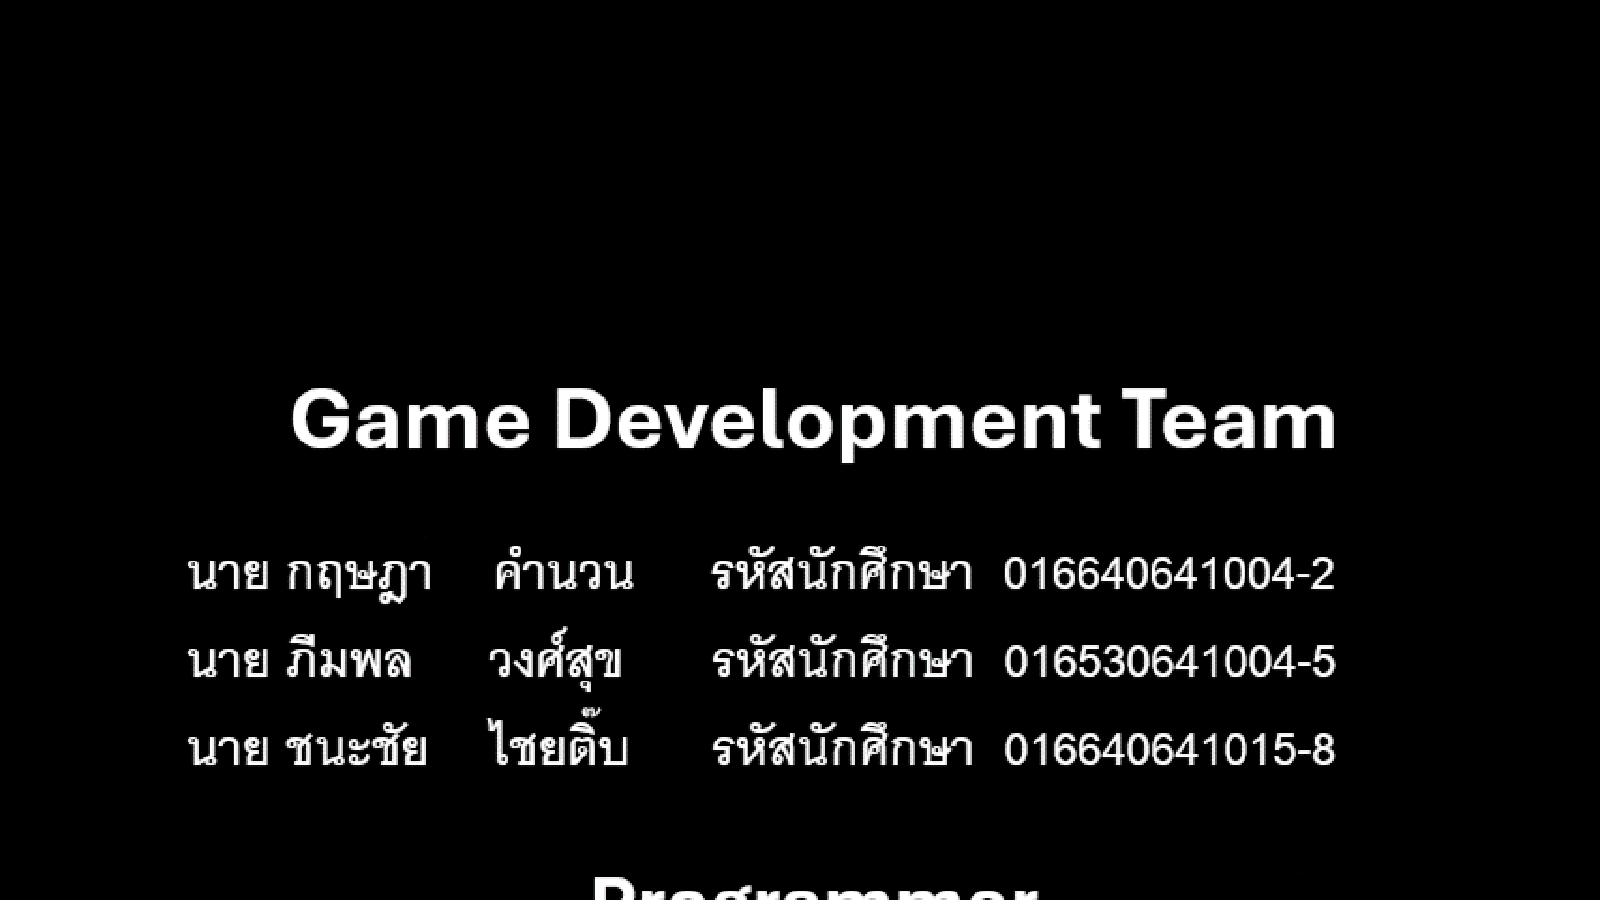 Game Development Team
นาย กฤษฎา คำนวน รหัสนักศึกษา 016640641004-2
นาย ภีมพล วงศ์สุข รหัสนักศึกษา 016530641004-5
นาย ชนะชัย ไชยติ๊บ รหัสนักศึกษา 016640641015-8
Programmer